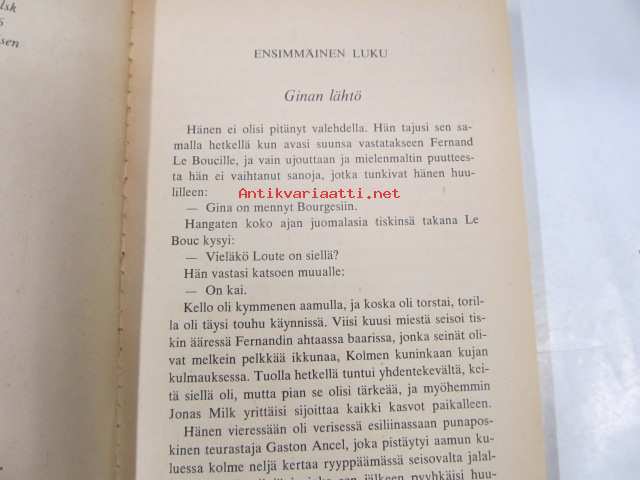 lsk
sen
ENSIMMÄINEN LUKU
Ginan lähtö
Hänen ei olisi pitänyt valehdella. Hän tajusi sen sa-
malla hetkellä kun avasi suunsa vastatakseen Fernand
Le Boucille, ja vain ujouttaan ja mielenmaltin puuttees-
ta hän ei vaihtanut sanoja, jotka tunkivat hänen huu-
lilleen:
Antikvariaatti.net
— Gina on mennyt Bourgesiin.
Hangaten koko ajan juomalasia tiskinsä takana Le
Bouc kysyi:
— Vieläkö Loute on siellä?
Hän vastasi katsoen muualle:
— On kai.
Kello oli kymmenen aamulla, ja koska oli torstai, toril-
la oli täysi touhu käynnissä. Viisi kuusi miestä seisoi tis-
kin ääressä Fernandin ahtaassa baarissa, jonka seinät oli-
vat melkein pelkkää ikkunaa, Kolmen kuninkaan kujan
kulmauksessa. Tuolla hetkellä tuntui yhdentekevältä, kei-
tä siellä oli, mutta pian se olisi tärkeää, ja myöhemmin
Jonas Milk yrittäisi sijoittaa kaikki kasvot paikalleen.
Hänen vieressään oli verisessä esiliinassaan punapos-
kinen teurastaja Gaston Ancel, joka pistäytyi aamun ku-
luessa kolme neljä kertaa ryyppäämässä seisovalta jalal-
jälkeen pyyhkäisi huu-